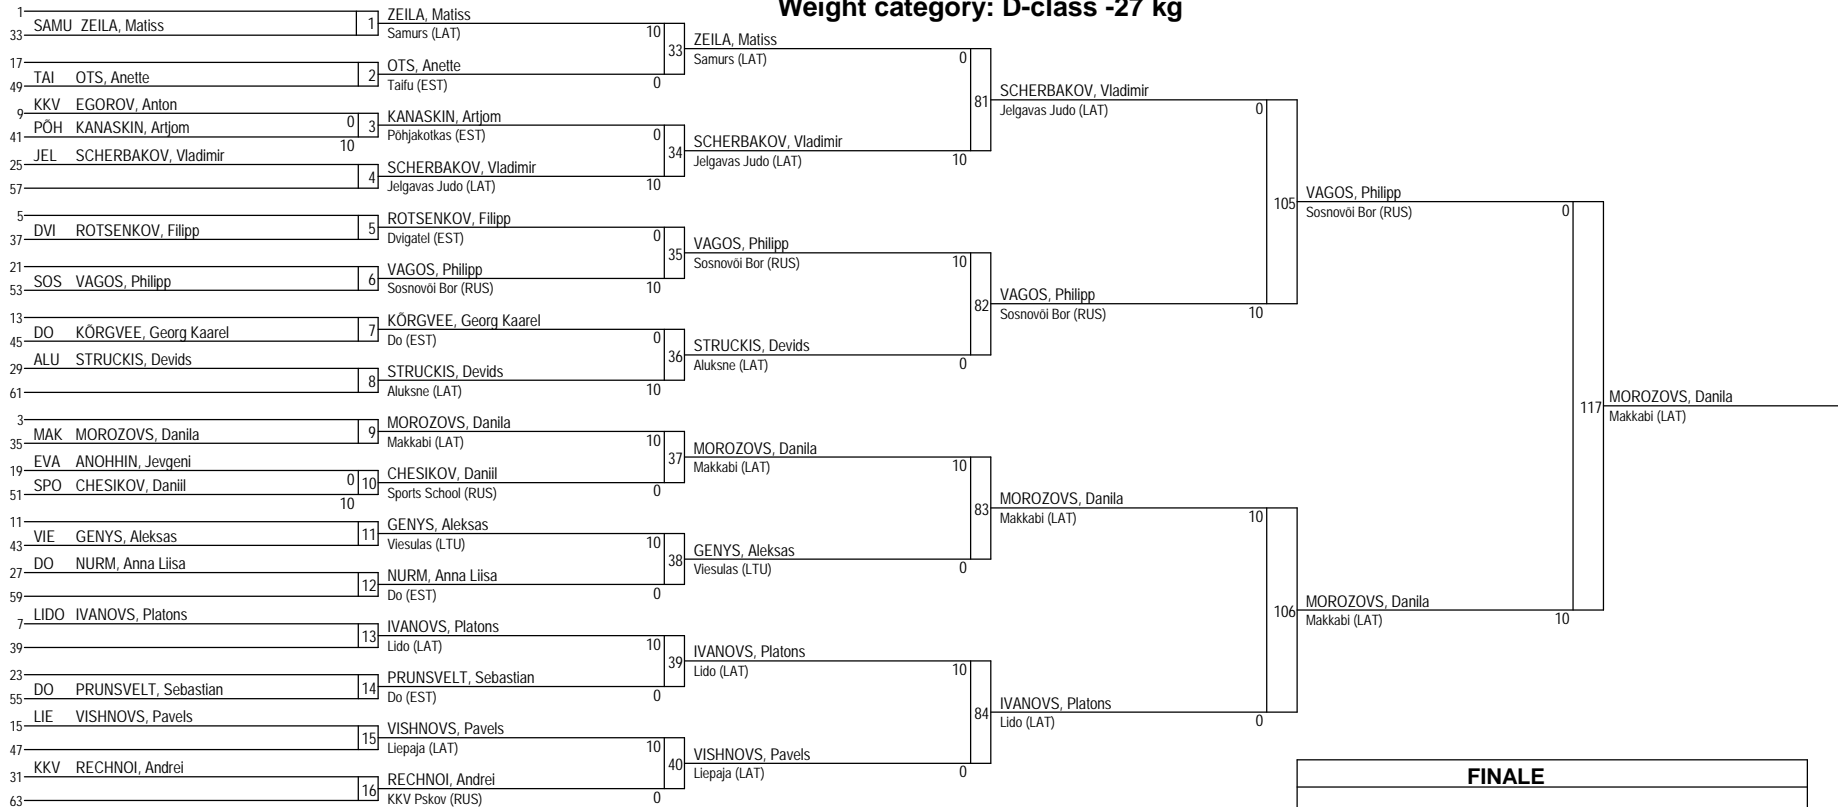 Weight category: D-class -27 kg
1
33 SAMU ZEILA, Matiss 1
17
49 TAI OTS, Anette 2
9 KKV EGOROV, Anton 0
41 PÕH KANASKIN, Artjom 3 10
25 JEL SCHERBAKOV, Vladimir
57 4
5
37 DVI ROTSENKOV, Filipp 5
21
53 SOS VAGOS, Philipp 6
13
45 DO KÕRGVEE, Georg Kaarel 7
29 ALU STRUCKIS, Devids
61 8
3
35 MAK MOROZOVS, Danila 9
19 EVA ANOHHIN, Jevgeni 0
51 SPO CHESIKOV, Daniil 10 10
11
43 VIE GENYS, Aleksas 11
27 DO NURM, Anna Liisa
59 12
7 LIDO IVANOVS, Platons
39 13
23
55 DO PRUNSVELT, Sebastian 14
15 LIE VISHNOVS, Pavels
47 15
31 KKV RECHNOI, Andrei
63 16
ZEILA, Matiss
Samurs (LAT) 10
33
OTS, Anette
Taifu (EST) 0
KANASKIN, Artjom
Põhjakotkas (EST) 0
34
SCHERBAKOV, Vladimir
Jelgavas Judo (LAT) 10
ROTSENKOV, Filipp
Dvigatel (EST) 0
35
VAGOS, Philipp
Sosnovõi Bor (RUS) 10
KÕRGVEE, Georg Kaarel
Do (EST) 0
36
STRUCKIS, Devids
Aluksne (LAT) 10
MOROZOVS, Danila
Makkabi (LAT) 10
37
CHESIKOV, Daniil
Sports School (RUS) 0
GENYS, Aleksas
Viesulas (LTU) 10
38
NURM, Anna Liisa
Do (EST) 0
IVANOVS, Platons
Lido (LAT) 10
39
PRUNSVELT, Sebastian
Do (EST) 0
VISHNOVS, Pavels
Liepaja (LAT) 10
40
RECHNOI, Andrei
KKV Pskov (RUS) 0
ZEILA, Matiss
Samurs (LAT) 0
81
SCHERBAKOV, Vladimir
Jelgavas Judo (LAT) 10
VAGOS, Philipp
Sosnovõi Bor (RUS) 10
82
STRUCKIS, Devids
Aluksne (LAT) 0
MOROZOVS, Danila
Makkabi (LAT) 10
83
GENYS, Aleksas
Viesulas (LTU) 0
IVANOVS, Platons
Lido (LAT) 10
84
VISHNOVS, Pavels
Liepaja (LAT) 0
SCHERBAKOV, Vladimir
Jelgavas Judo (LAT) 0
105
VAGOS, Philipp
Sosnovõi Bor (RUS) 10
MOROZOVS, Danila
Makkabi (LAT) 10
106
IVANOVS, Platons
Lido (LAT) 0
VAGOS, Philipp
Sosnovõi Bor (RUS) 0
117
MOROZOVS, Danila
Makkabi (LAT) 10
MOROZOVS, Danila
Makkabi (LAT)
FINALE